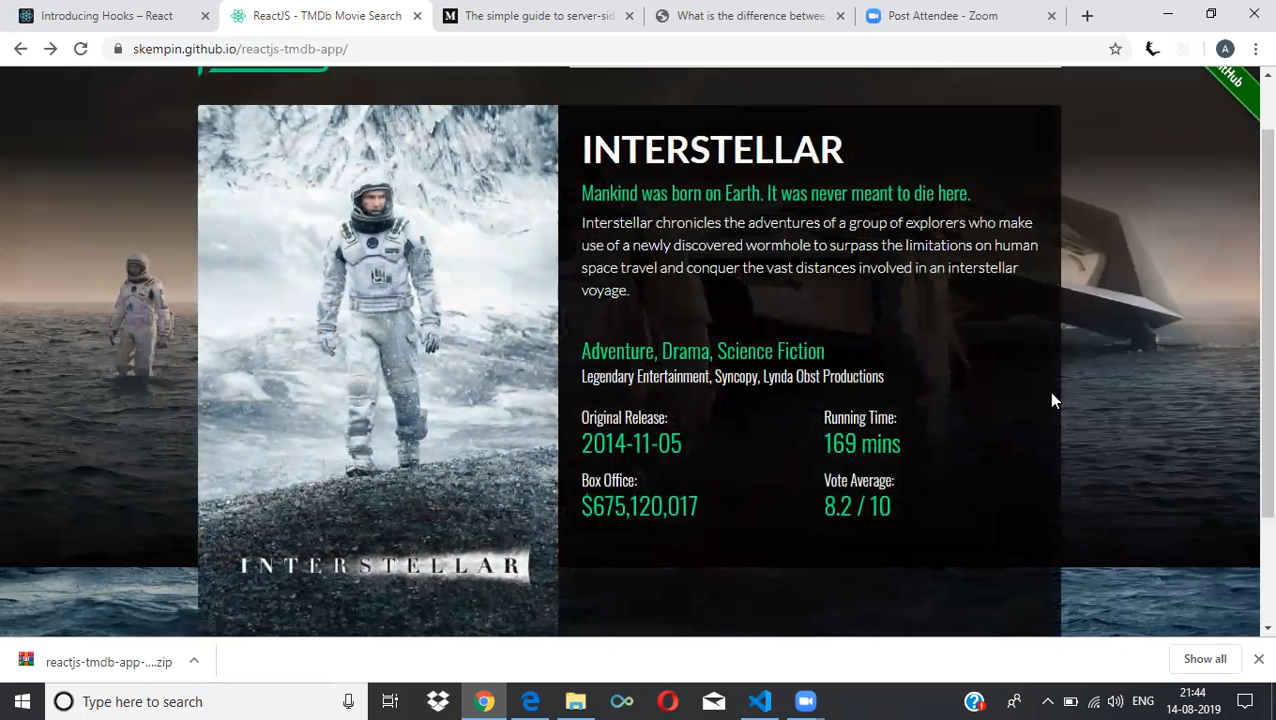 Introducing Hooks – React
ReactJS - TMDb Movie Search
The simple guide to server-sid
What is the difference betwee
Post Attendee - Zoom
skempin.github.io/reactjs-tmdb-app/
A
itHub
INTERSTELLAR
Mankind was born on Earth. It was never meant to die here.
Interstellar chronicles the adventures of a group of explorers who make
use of a newly discovered wormhole to surpass the limitations on human
space travel and conquer the vast distances involved in an interstellar
voyage.
Adventure, Drama, Science Fiction
Legendary Entertainment, Syncopy, Lynda Obst Productions
Original Release:
Running Time:
2014-11-05
169 mins
Box Office:
Vote Average:
$675,120,017
8.2 / 10
INTERSTELLAR
reactjs-tmdb-app-....zip
Show all
Type here to search
ENG
21:44
14-08-2019